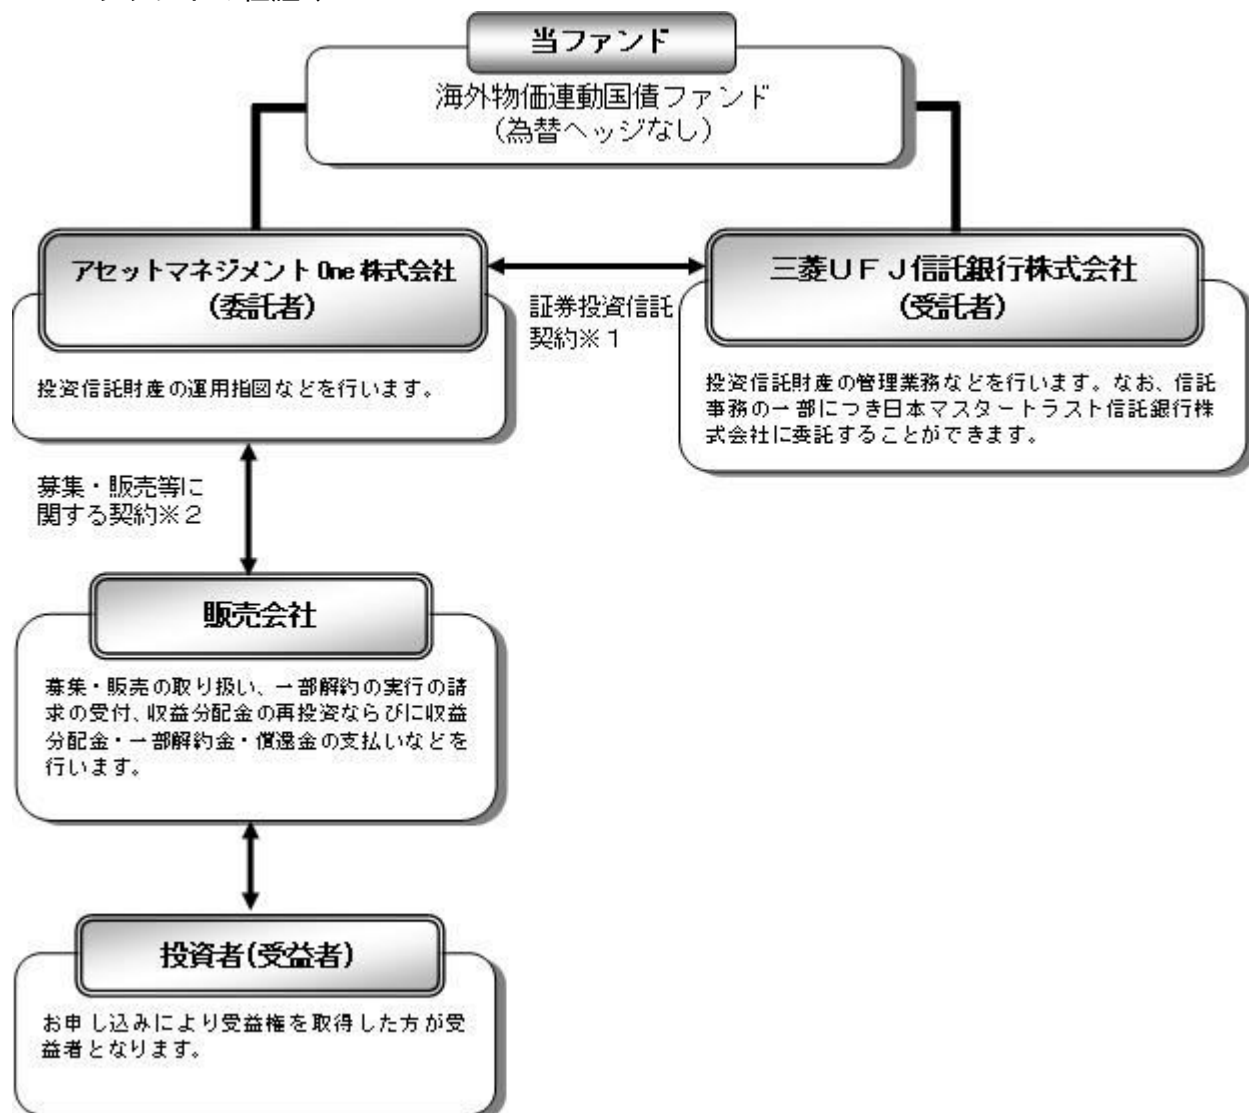 当ファンド
海外物価連動国債ファンド
（為替ヘッジなし）
アセットマネジメントOne株式会社
（委託者）
投資信託財産の運用指図などを行います。
証券投資信託
契約※１
三菱ＵＦＪ信託銀行株式会社
（受託者）
投資信託財産の管理業務などを行います。なお、信託
事務の一部につき日本マスタートラスト信託銀行株
式会社に委託することができます。
募集・販売等に
関する契約※２
販売会社
募集・販売の取り扱い、一部解約の実行の請
求の受付、収益分配金の再投資ならびに収益
分配金・一部解約金・償還金の支払いなどを
行います。
投資者(受益者)
お申し込みにより受益権を取得した方が受
益者となります。